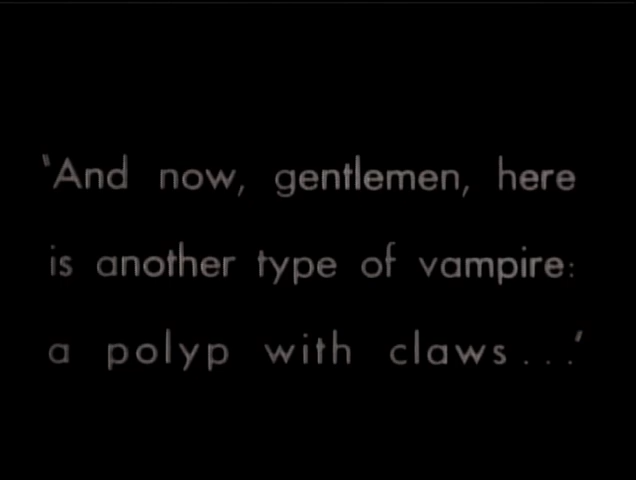 ‘And now, gentlemen, here
is another type of vampire:
a polyp with claws...’